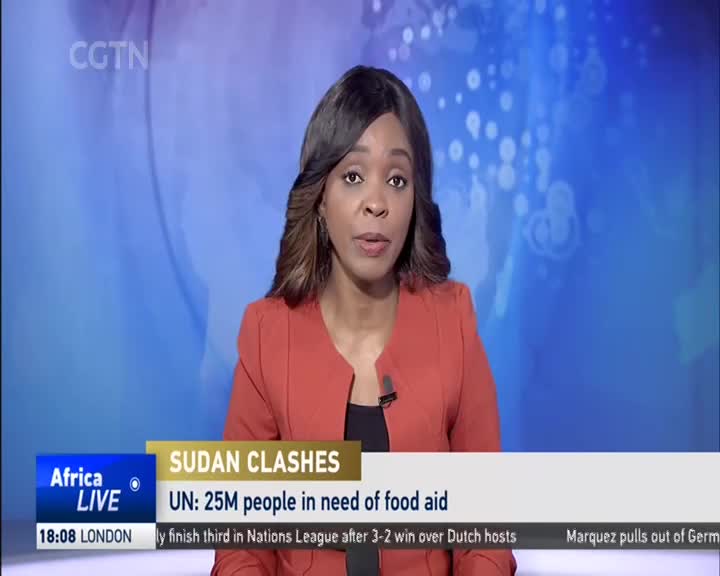 CGTN
SUDAN CLASHES
Africa
LIVE
UN: 25M people in need of food aid
18:08 LONDON
finish third in Nations League after 3-2 win over Dutch hosts
Marquez pulls out of